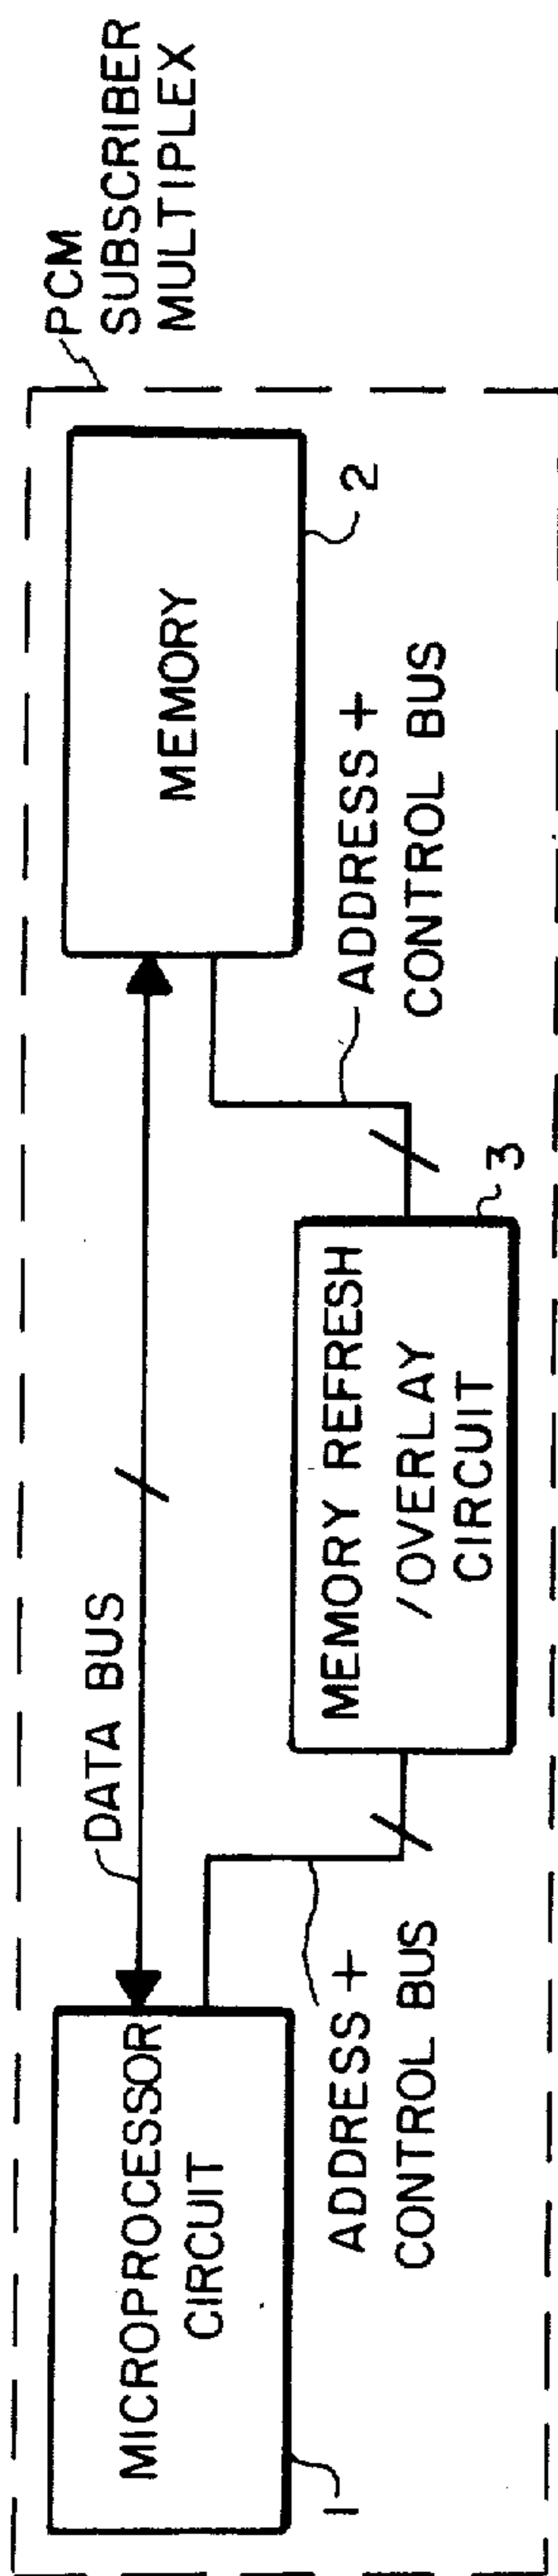 PCM
SUBSCRIBER
MULTIPLEX
MICROPROCESSOR
CIRCUIT
1
DATA BUS
MEMORY
2
ADDRESS +
CONTROL BUS
MEMORY REFRESH
/OVERLAY
CIRCUIT
3
ADDRESS +
CONTROL BUS